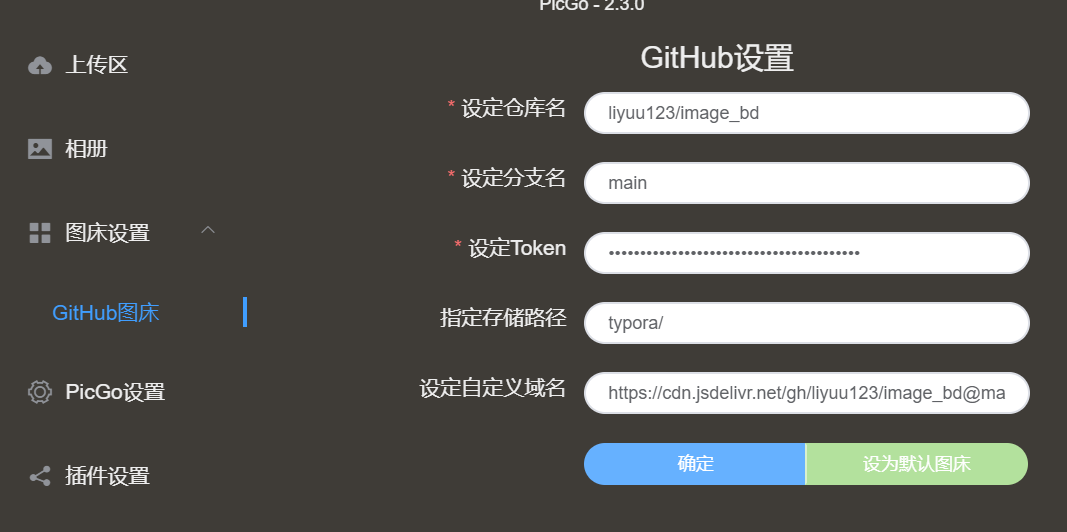 PicGo - 2.3.0
上传区
相册
图床设置
GitHub图床
PicGo设置
插件设置
GitHub设置
* 设定仓库名
liyuu123/image_bd
* 设定分支名
main
* 设定Token
••••••••••••••••••••••••••••••••••••••••
指定存储路径
typora/
设定自定义域名
https://cdn.jsdelivr.net/gh/liyuu123/image_bd@ma
确定
设为默认图床